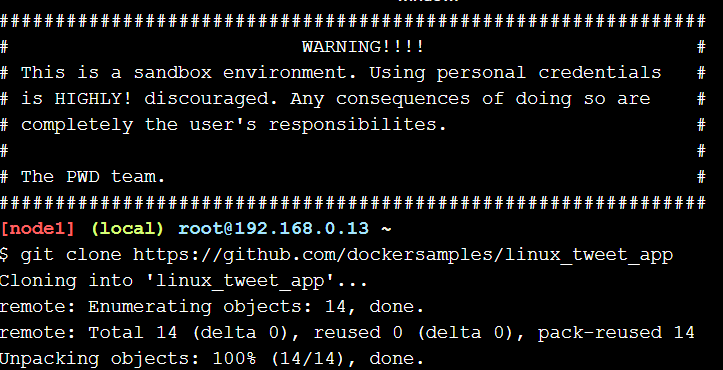 ###############################################################
# WARNING!!!! #
# This is a sandbox environment. Using personal credentials #
# is HIGHLY! discouraged. Any consequences of doing so are #
# completely the user's responsibilites. #
# #
# The PWD team. #
###############################################################
[node1] (local) root@192.168.0.13 ~
$ git clone https://github.com/dockersamples/linux_tweet_app
Cloning into 'linux_tweet_app'...
remote: Enumerating objects: 14, done.
remote: Total 14 (delta 0), reused 0 (delta 0), pack-reused 14
Unpacking objects: 100% (14/14), done.